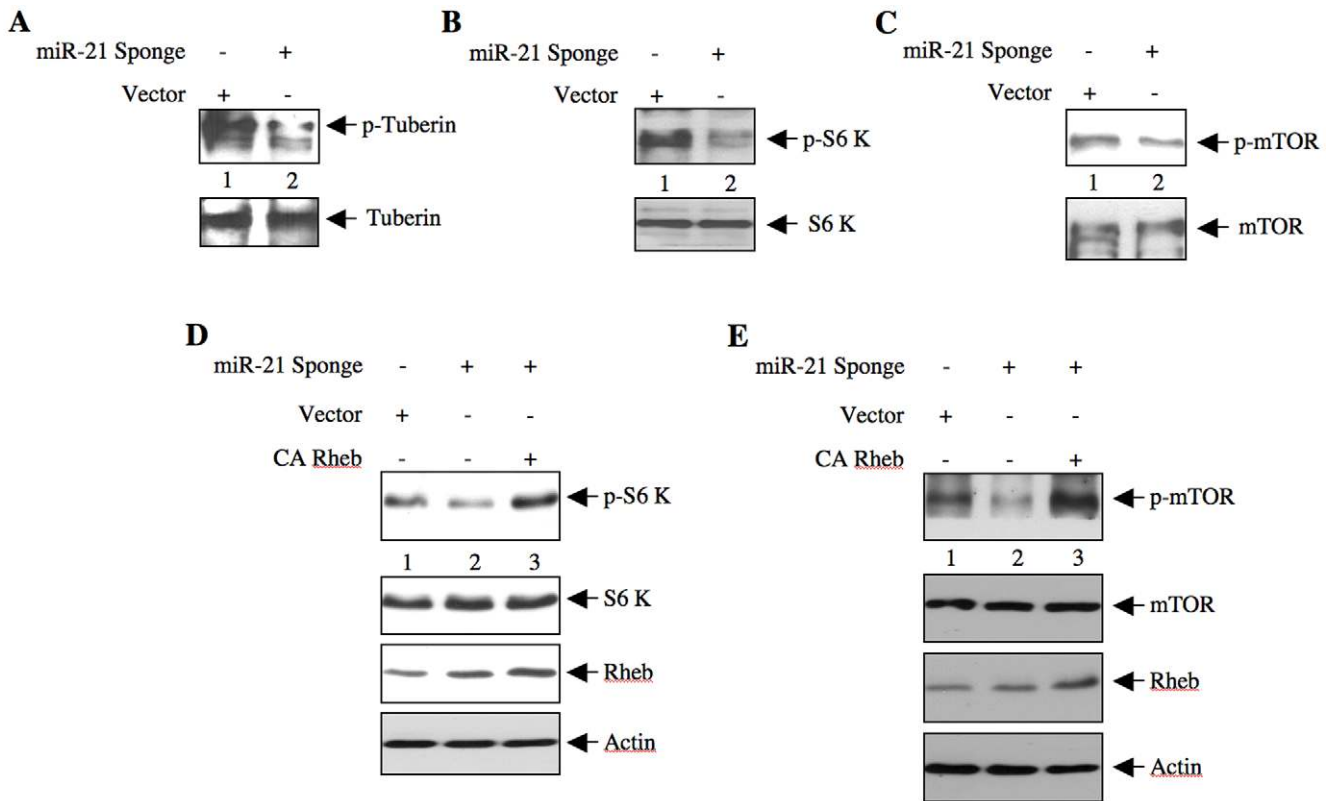 A
miR-21 Sponge - +
Vector + -
p-Tuberin
1 2
Tuberin
B
miR-21 Sponge - +
Vector + -
p-S6 K
1 2
S6 K
C
miR-21 Sponge - +
Vector + -
p-mTOR
1 2
mTOR
D
miR-21 Sponge - + +
Vector + - -
CA Rheb - - +
p-S6 K
1 2 3
S6 K
Rheb
Actin
E
miR-21 Sponge - + +
Vector + - -
CA Rheb - - +
p-mTOR
1 2 3
mTOR
Rheb
Actin